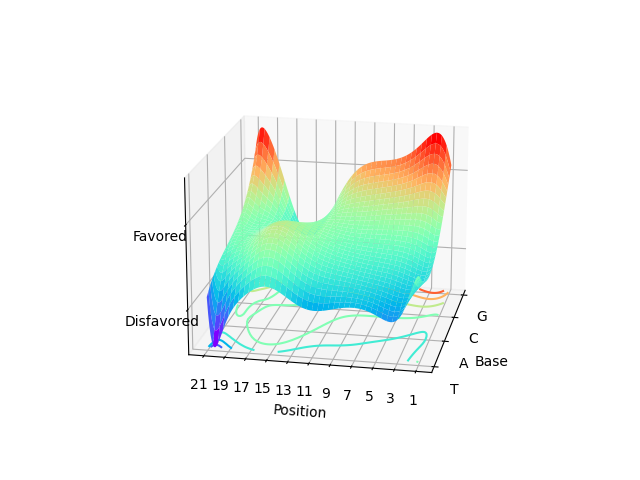 Favored
Disfavored
G
C
A
T
Base
21 19 17 15 13 11 9 7 5 3 1
Position